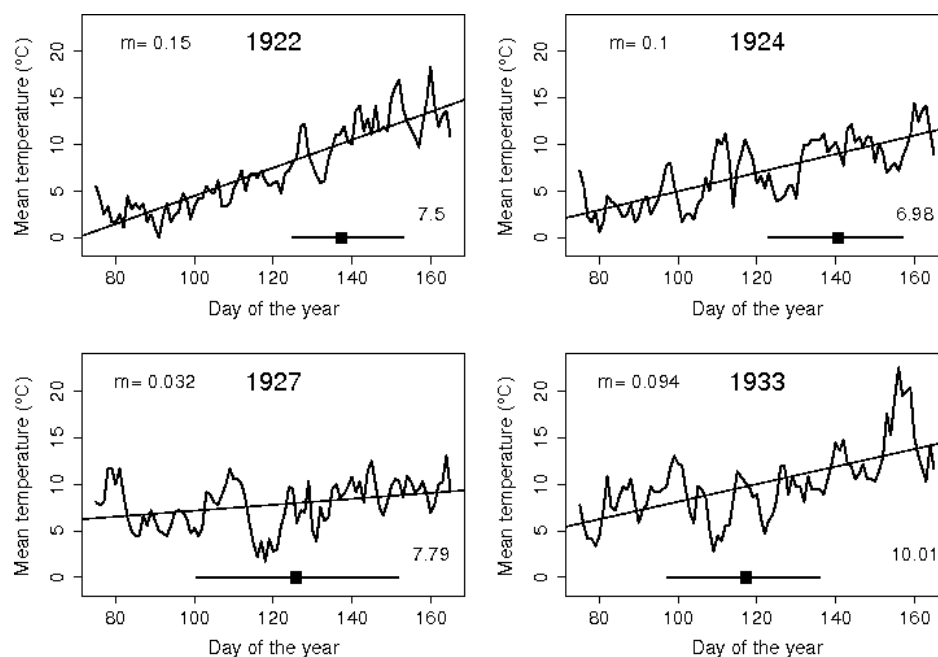 m= 0.15 1922
Mean temperature (°C)
20
15
10
5
0
7.5
80 100 120 140 160
Day of the year
m= 0.1 1924
Mean temperature (°C)
20
15
10
5
0
6.98
80 100 120 140 160
Day of the year
m= 0.032 1927
Mean temperature (°C)
20
15
10
5
0
7.79
80 100 120 140 160
Day of the year
m= 0.094 1933
Mean temperature (°C)
20
15
10
5
0
10.01
80 100 120 140 160
Day of the year